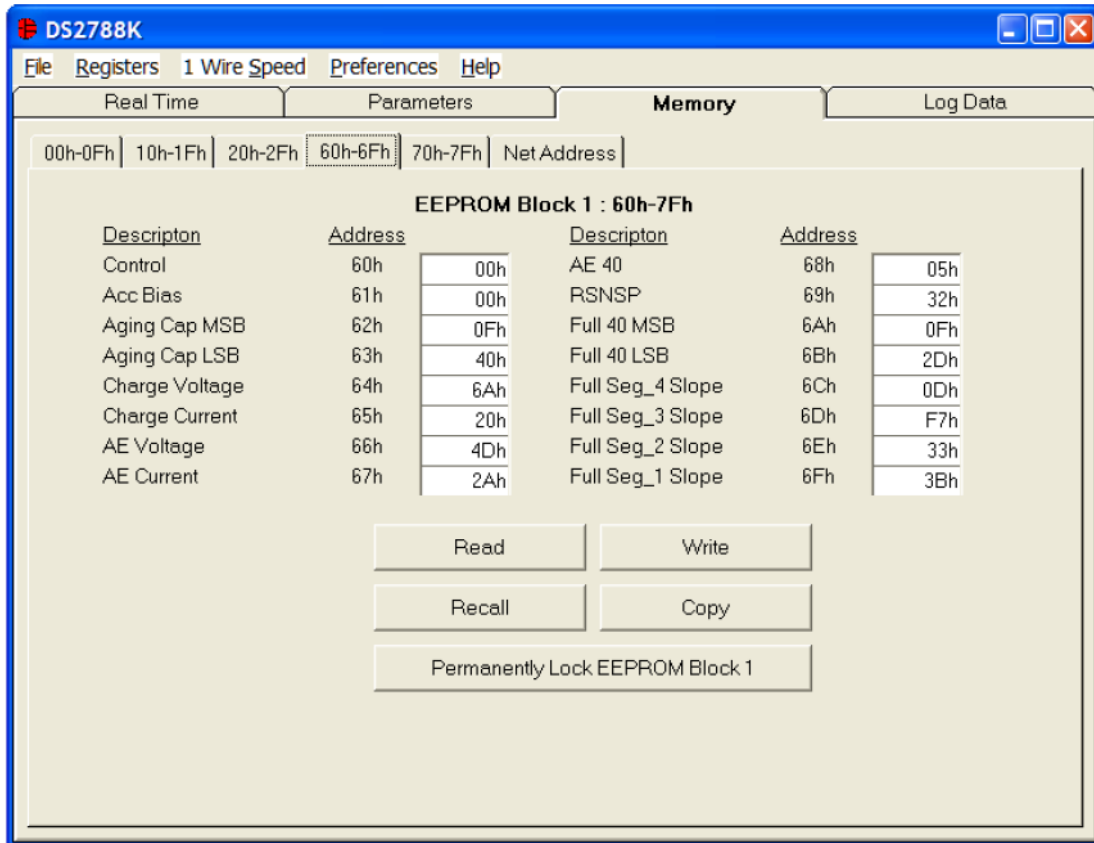 DS2788K
File Registers 1 Wire Speed Preferences Help
Real Time Parameters Memory Log Data
00h-0Fh 10h-1Fh 20h-2Fh 60h-6Fh 70h-7Fh Net Address
EEPROM Block 1 : 60h-7Fh
Descripton Address Descripton Address
Control 60h 00h AE 40 68h 05h
Acc Bias 61h 00h RSNSP 69h 32h
Aging Cap MSB 62h 0Fh Full 40 MSB 6Ah 0Fh
Aging Cap LSB 63h 40h Full 40 LSB 6Bh 2Dh
Charge Voltage 64h 6Ah Full Seg_4 Slope 6Ch 0Dh
Charge Current 65h 20h Full Seg_3 Slope 6Dh F7h
AE Voltage 66h 4Dh Full Seg_2 Slope 6Eh 33h
AE Current 67h 2Ah Full Seg_1 Slope 6Fh 3Bh
Read Write
Recall Copy
Permanently Lock EEPROM Block 1